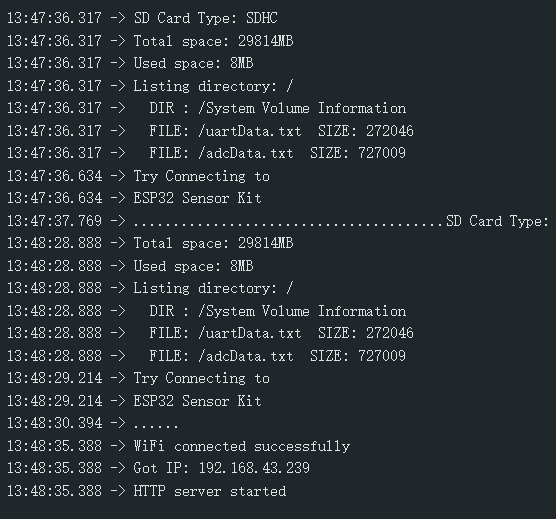 13:47:36.317 -> SD Card Type: SDHC
13:47:36.317 -> Total space: 29814MB
13:47:36.317 -> Used space: 8MB
13:47:36.317 -> Listing directory: /
13:47:36.317 ->   DIR : /System Volume Information
13:47:36.317 ->   FILE: /uartData.txt  SIZE: 272046
13:47:36.317 ->   FILE: /adcData.txt  SIZE: 727009
13:47:36.634 -> Try Connecting to
13:47:36.634 -> ESP32 Sensor Kit
13:47:37.769 -> .......................................SD Card Type:
13:48:28.888 -> Total space: 29814MB
13:48:28.888 -> Used space: 8MB
13:48:28.888 -> Listing directory: /
13:48:28.888 ->   DIR : /System Volume Information
13:48:28.888 ->   FILE: /uartData.txt  SIZE: 272046
13:48:28.888 ->   FILE: /adcData.txt  SIZE: 727009
13:48:29.214 -> Try Connecting to
13:48:29.214 -> ESP32 Sensor Kit
13:48:30.394 -> ......
13:48:35.388 -> WiFi connected successfully
13:48:35.388 -> Got IP: 192.168.43.239
13:48:35.388 -> HTTP server started